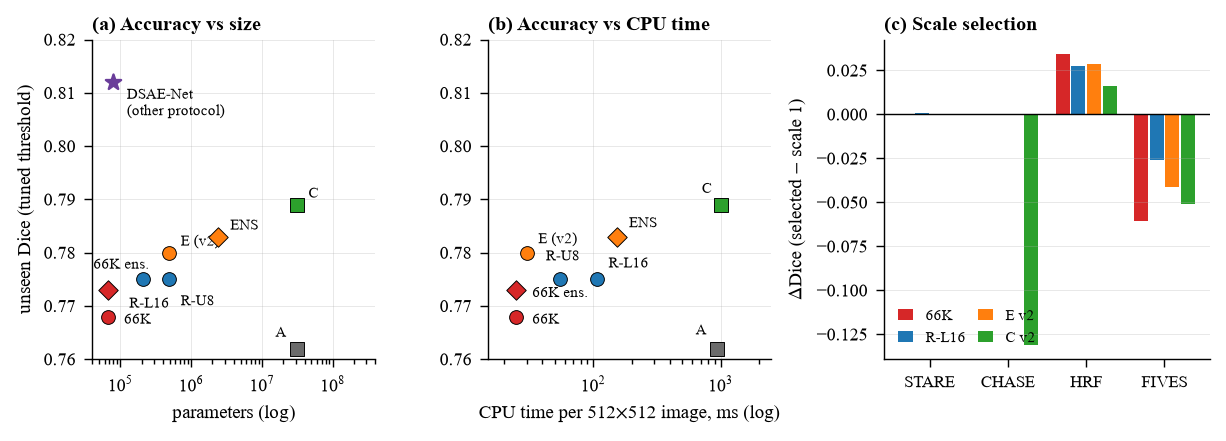 (a) Accuracy vs size
unseen Dice (tuned threshold)
0.82
0.81
0.80
0.79
0.78
0.77
0.76
DSAE-Net
(other protocol)
C
ENS
E (v2)
66K ens.
R-L16
R-U8
66K
A
10^5
10^6
10^7
10^8
parameters (log)
(b) Accuracy vs CPU time
0.82
0.81
0.80
0.79
0.78
0.77
0.76
C
ENS
E (v2)
R-U8
R-L16
66K ens.
66K
A
10^2
10^3
CPU time per 512×512 image, ms (log)
(c) Scale selection
ΔDice (selected − scale 1)
0.025
0.000
−0.025
−0.050
−0.075
−0.100
−0.125
66K
R-L16
E v2
C v2
STARE
CHASE
HRF
FIVES